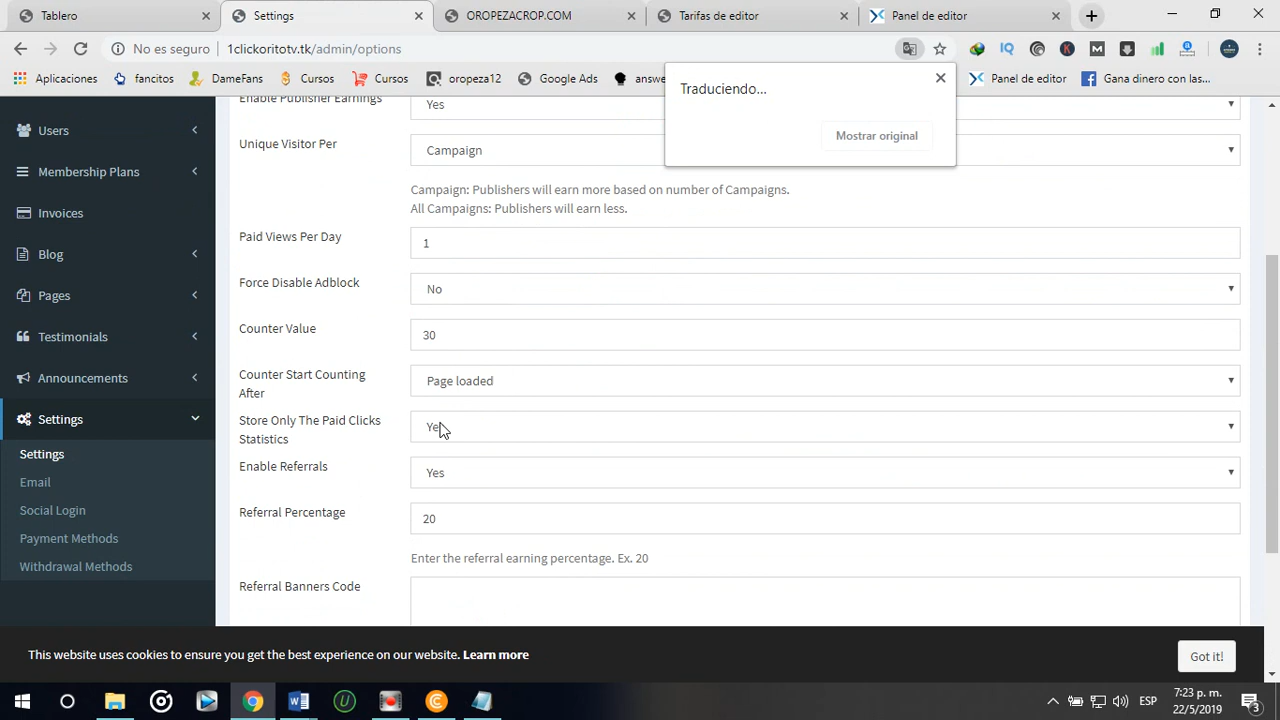 Tablero
Settings
OROPEZACROP.COM
Tarifas de editor
Panel de editor
No es seguro
1clickoritotv.tk/admin/options
Aplicaciones
fancitos
DameFans
Cursos
Cursos
oropeza12
Google Ads
answe
Panel de editor
Gana dinero con las...
Traduciendo...
Mostrar original
Users
Membership Plans
Invoices
Blog
Pages
Testimonials
Announcements
Settings
Settings
Email
Social Login
Payment Methods
Withdrawal Methods
Enable Publisher Earnings
Yes
Unique Visitor Per
Campaign
Campaign: Publishers will earn more based on number of Campaigns.
All Campaigns: Publishers will earn less.
Paid Views Per Day
1
Force Disable Adblock
No
Counter Value
30
Counter Start Counting
After
Page loaded
Store Only The Paid Clicks
Statistics
Yes
Enable Referrals
Yes
Referral Percentage
20
Enter the referral earning percentage. Ex. 20
Referral Banners Code
This website uses cookies to ensure you get the best experience on our website. Learn more
Got it!
ESP
7:23 p. m.
22/5/2019
3